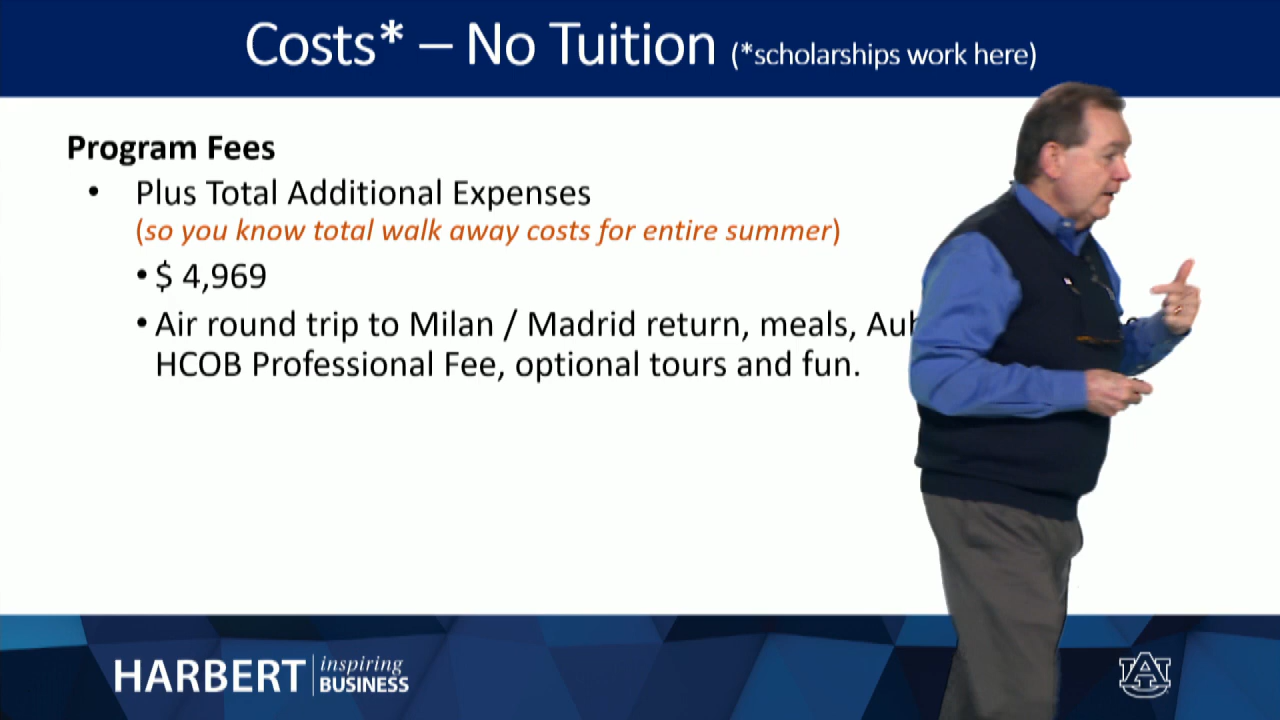 Costs* – No Tuition (*scholarships work here)
Program Fees
• Plus Total Additional Expenses
(so you know total walk away costs for entire summer)
• $ 4,969
• Air round trip to Milan / Madrid return, meals,
HCOB Professional Fee, optional tours and fun.
HARBERT
inspiring
BUSINESS
AU